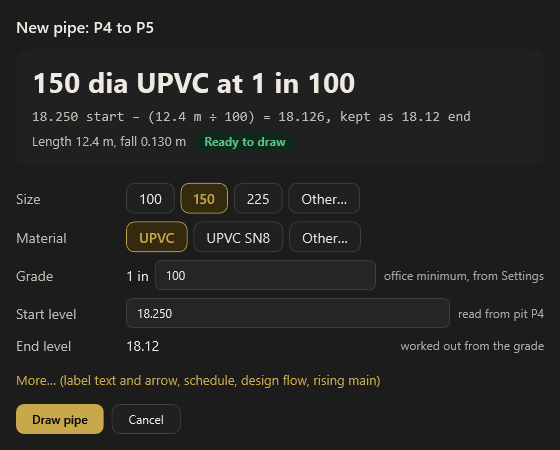 New pipe: P4 to P5
150 dia UPVC at 1 in 100
18.250 start – (12.4 m ÷ 100) = 18.126, kept as 18.12 end
Length 12.4 m, fall 0.130 m Ready to draw
Size 100 150 225 Other...
Material UPVC UPVC SN8 Other...
Grade 1 in 100 office minimum, from Settings
Start level 18.250 read from pit P4
End level 18.12 worked out from the grade
More... (label text and arrow, schedule, design flow, rising main)
Draw pipe Cancel